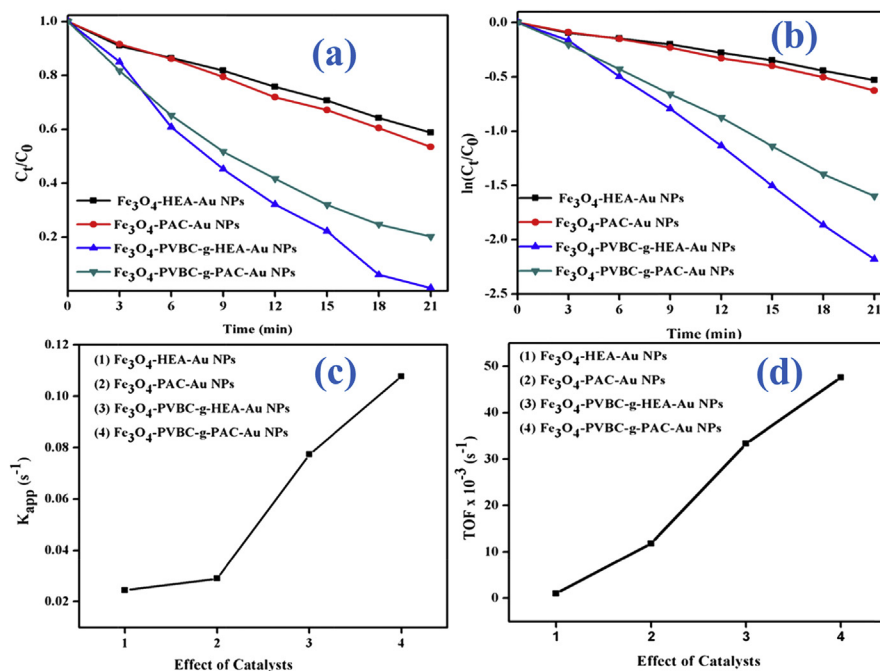 (a)
1.0
0.8
0.6
0.4
0.2
C_t/C_0
Fe₃O₄-HEA-Au NPs
Fe₃O₄-PAC-Au NPs
Fe₃O₄-PVBC-g-HEA-Au NPs
Fe₃O₄-PVBC-g-PAC-Au NPs
0 3 6 9 12 15 18 21
Time (min)
(b)
0.0
-0.5
-1.0
-1.5
-2.0
-2.5
ln(C_t/C_0)
Fe₃O₄-HEA-Au NPs
Fe₃O₄-PAC-Au NPs
Fe₃O₄-PVBC-g-HEA-Au NPs
Fe₃O₄-PVBC-g-PAC-Au NPs
0 3 6 9 12 15 18 21
Time (min)
(c)
0.12
0.10
0.08
0.06
0.04
0.02
K_app (s⁻¹)
(1) Fe₃O₄-HEA-Au NPs
(2) Fe₃O₄-PAC-Au NPs
(3) Fe₃O₄-PVBC-g-HEA-Au NPs
(4) Fe₃O₄-PVBC-g-PAC-Au NPs
1 2 3 4
Effect of Catalysts
(d)
50
40
30
20
10
0
TOF x 10⁻³ (s⁻¹)
(1) Fe₃O₄-HEA-Au NPs
(2) Fe₃O₄-PAC-Au NPs
(3) Fe₃O₄-PVBC-g-HEA-Au NPs
(4) Fe₃O₄-PVBC-g-PAC-Au NPs
1 2 3 4
Effect of Catalysts